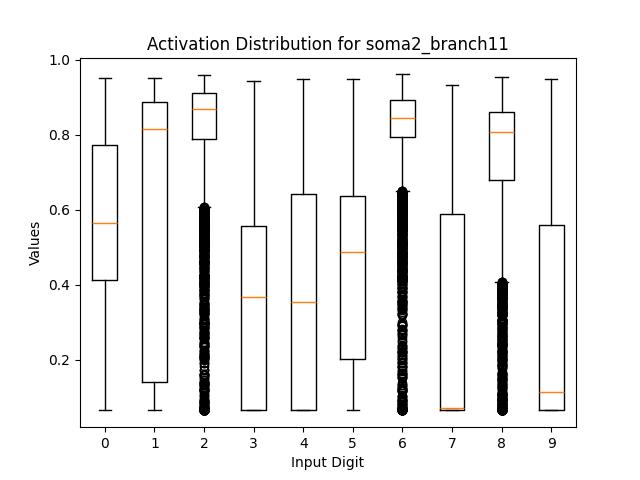 Activation Distribution for soma2_branch11
Values
1.0
0.8
0.6
0.4
0.2
0 1 2 3 4 5 6 7 8 9
Input Digit